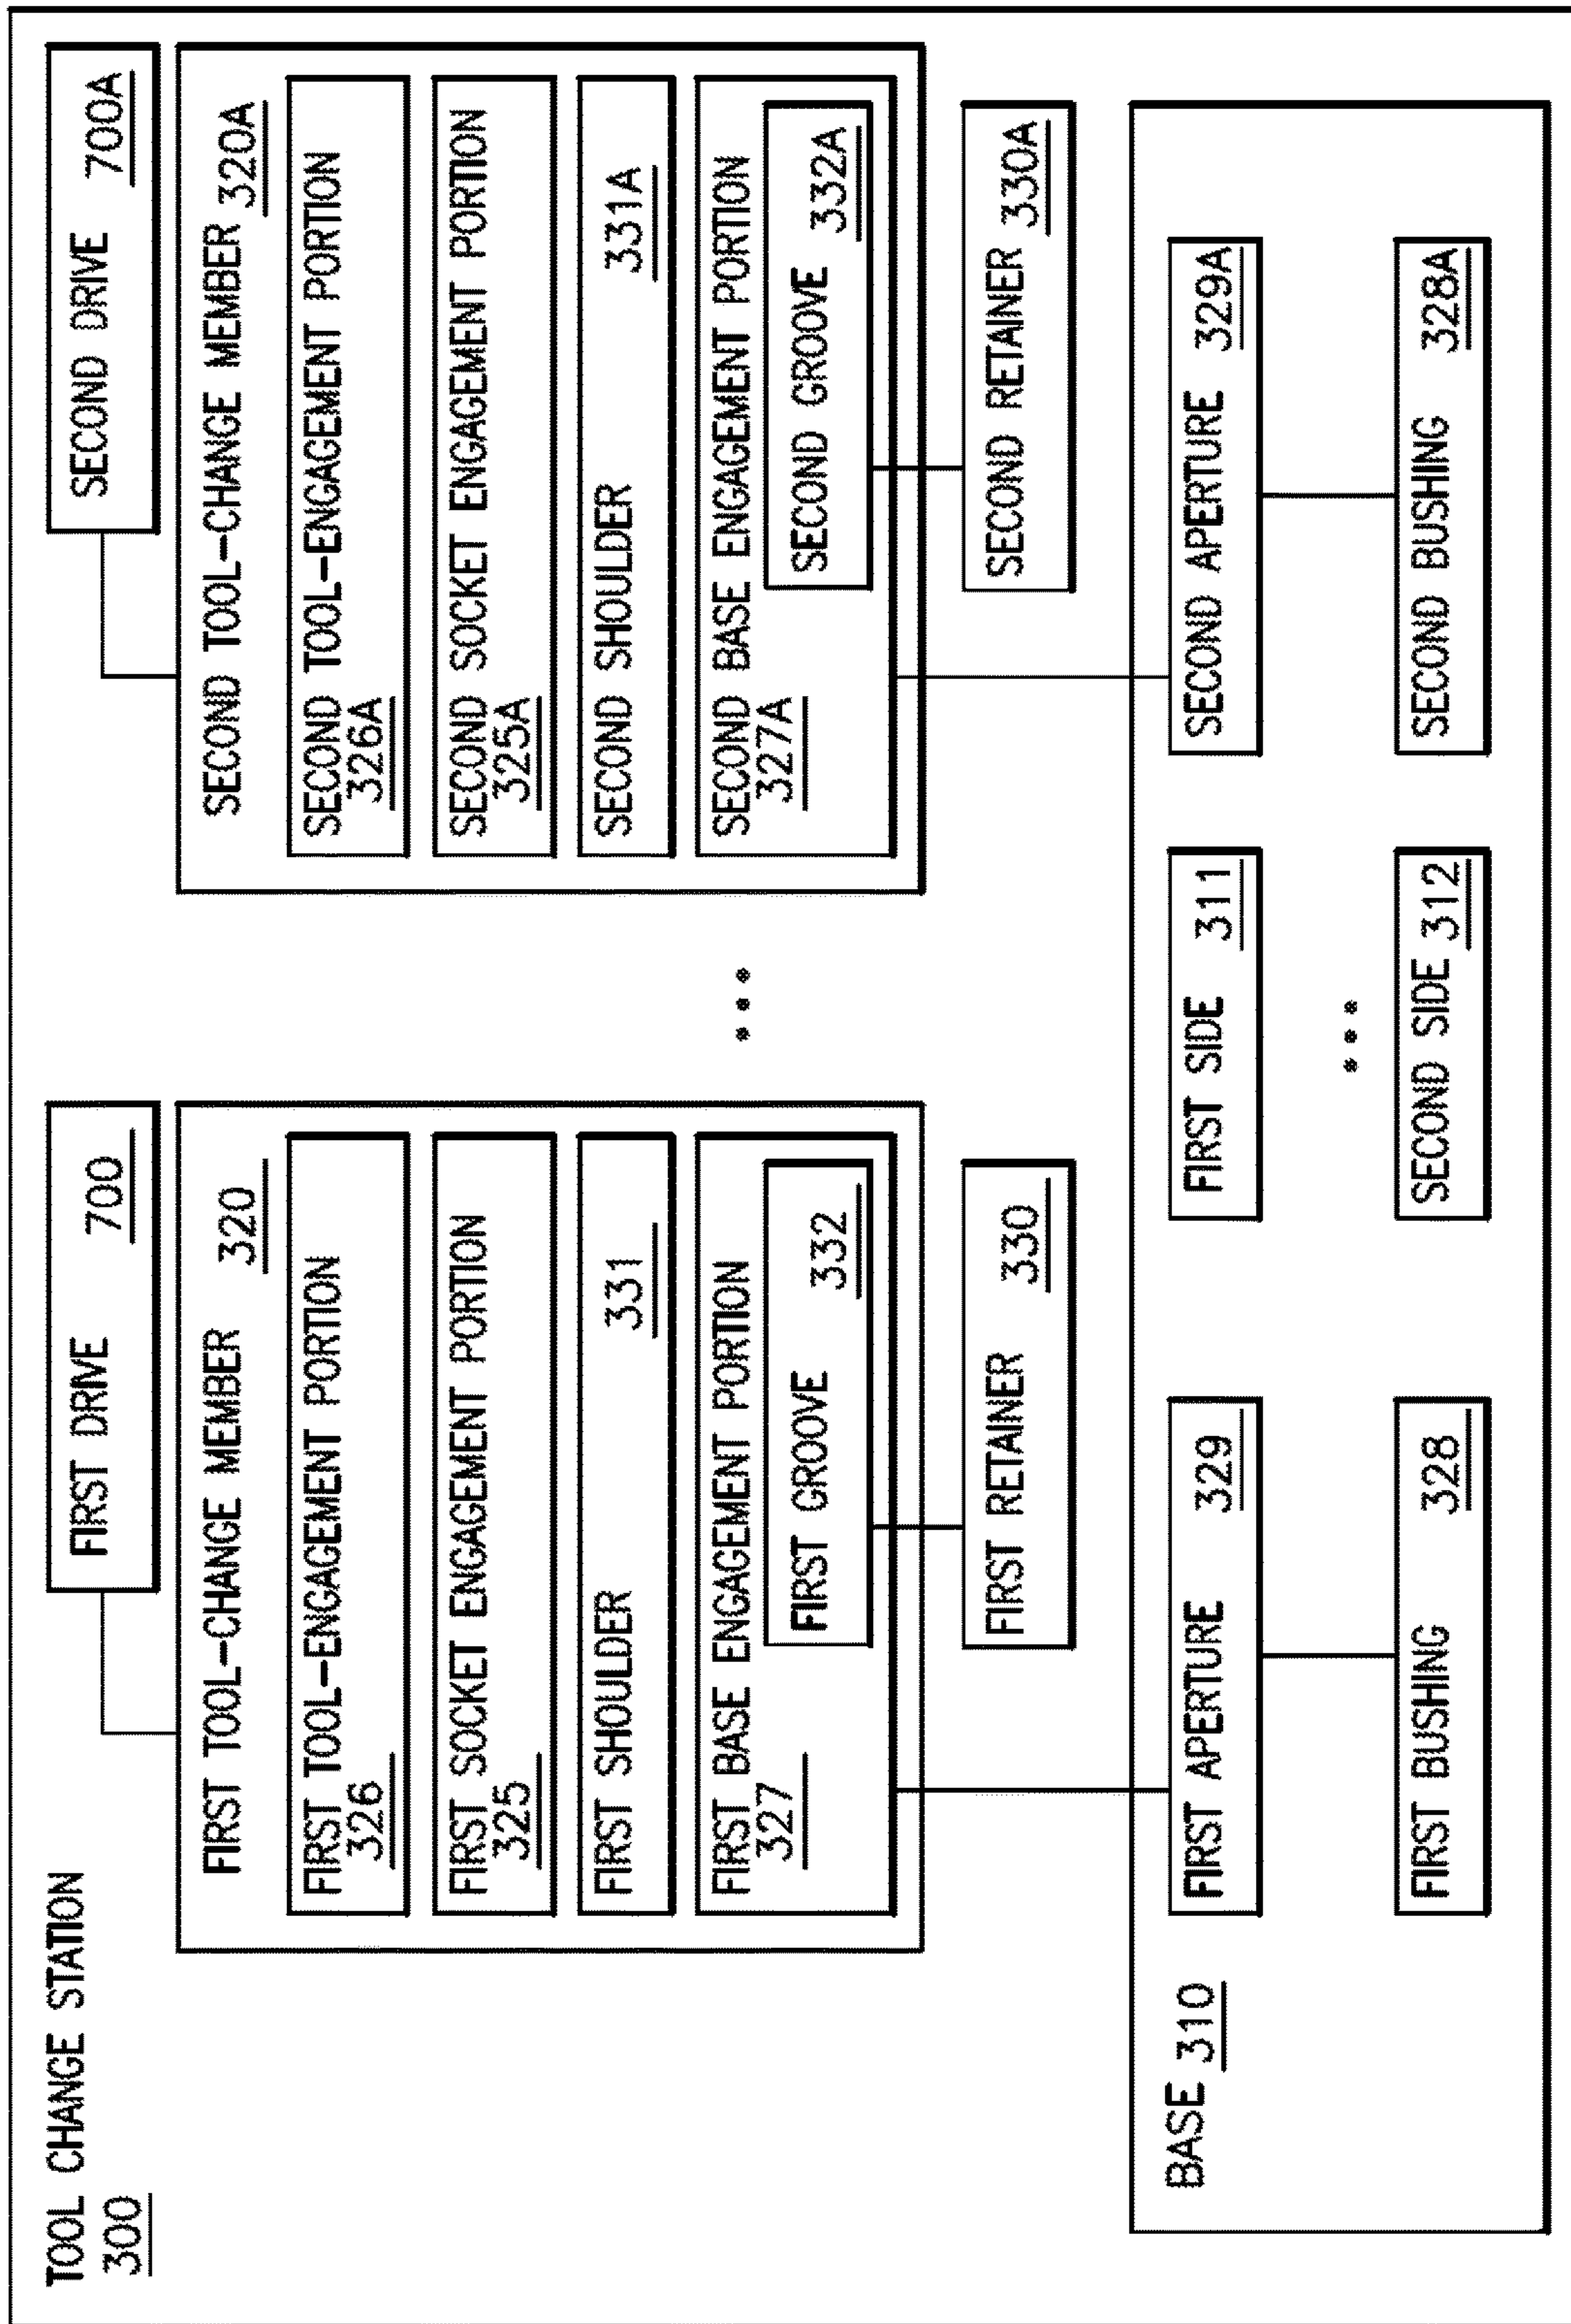 TOOL CHANGE STATION
300
FIRST DRIVE 700
FIRST TOOL-CHANGE MEMBER 320
FIRST TOOL-ENGAGEMENT PORTION
326
FIRST SOCKET ENGAGEMENT PORTION
325
FIRST SHOULDER 331
FIRST BASE ENGAGEMENT PORTION
327
FIRST GROOVE 332
FIRST RETAINER 330
...
SECOND DRIVE 700A
SECOND TOOL-CHANGE MEMBER 320A
SECOND TOOL-ENGAGEMENT PORTION
326A
SECOND SOCKET ENGAGEMENT PORTION
325A
SECOND SHOULDER 331A
SECOND BASE ENGAGEMENT PORTION
327A
SECOND GROOVE 332A
SECOND RETAINER 330A
BASE 310
FIRST APERTURE 329
FIRST BUSHING 328
FIRST SIDE 311
...
SECOND SIDE 312
SECOND APERTURE 329A
SECOND BUSHING 328A